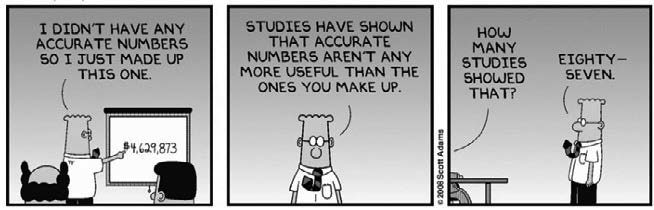 I DIDN'T HAVE ANY
ACCURATE NUMBERS
SO I JUST MADE UP
THIS ONE.
$4,629,873
STUDIES HAVE SHOWN
THAT ACCURATE
NUMBERS AREN'T ANY
MORE USEFUL THAN THE
ONES YOU MAKE UP.
©2008 Scott Adams
HOW
MANY
STUDIES
SHOWED
THAT?
EIGHTY-
SEVEN.